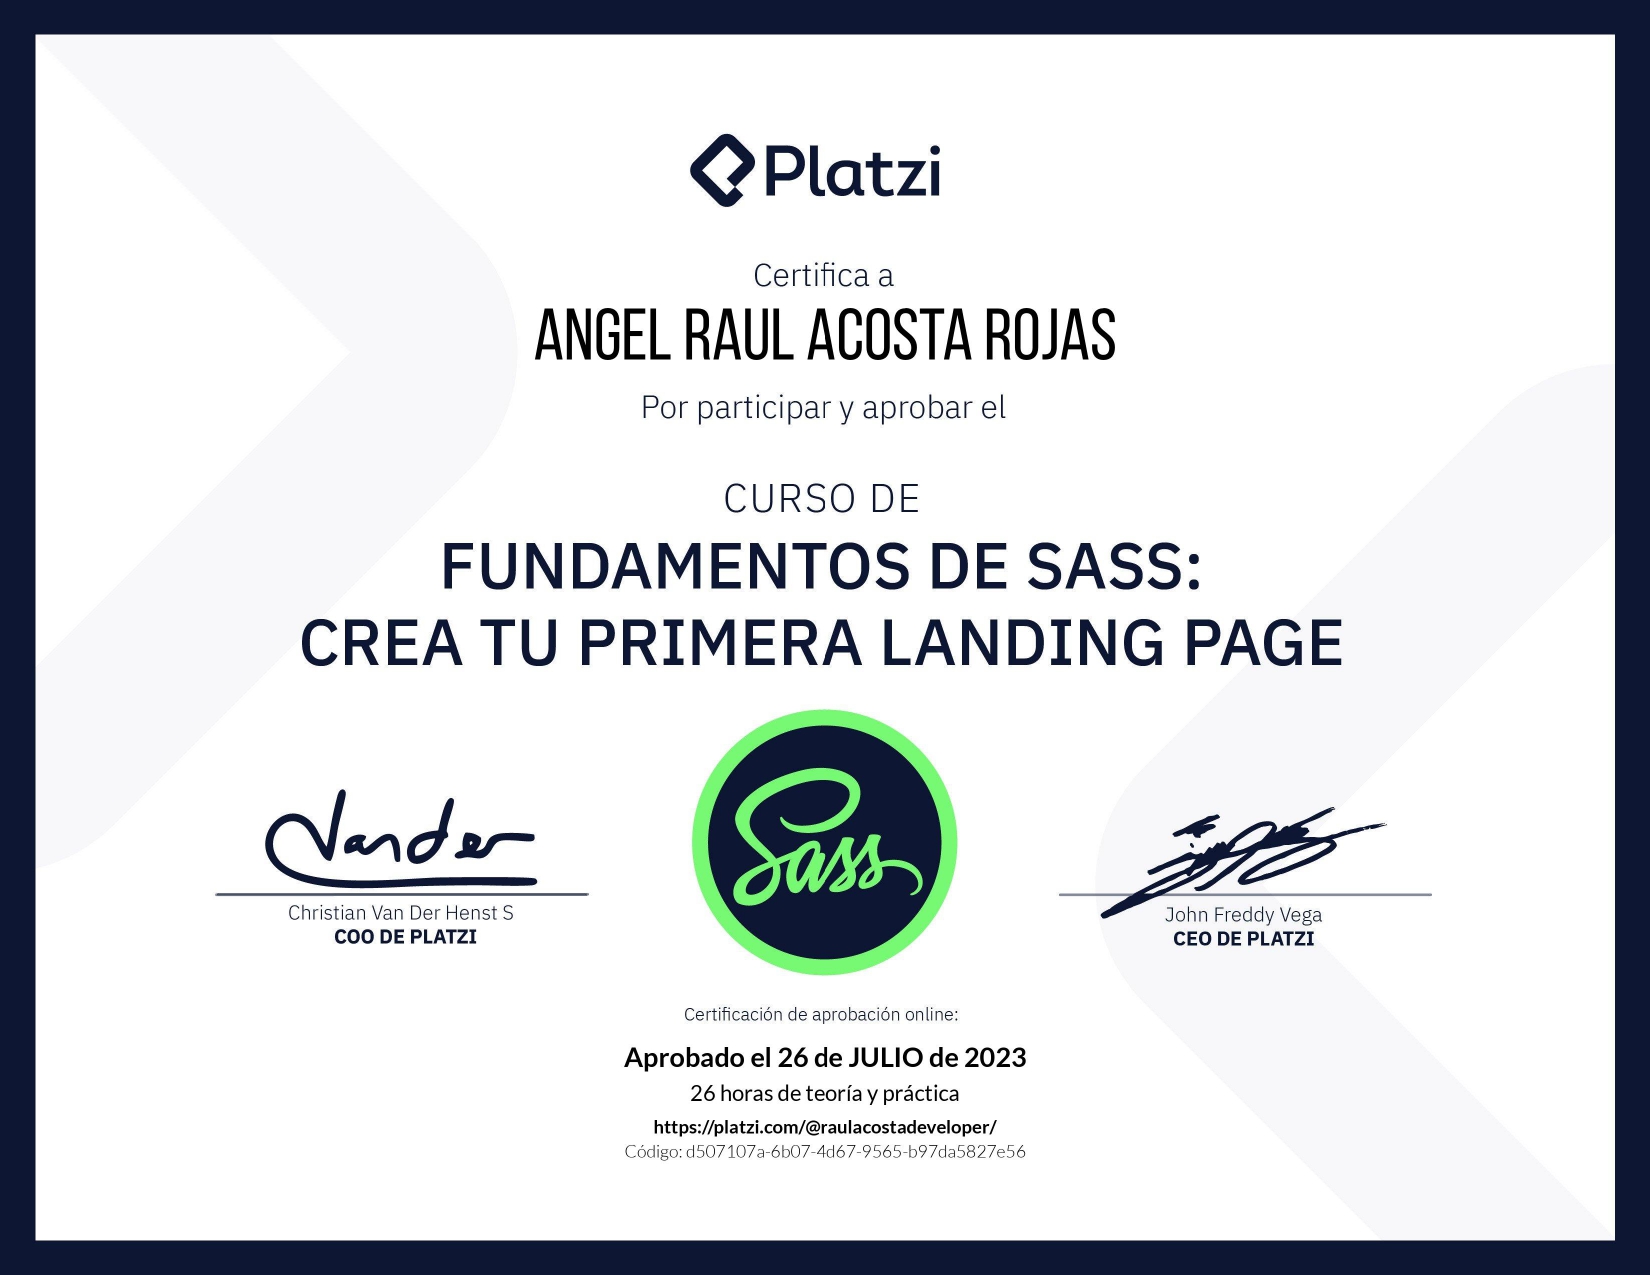 Platzi
Certifica a
ANGEL RAUL ACOSTA ROJAS
Por participar y aprobar el
CURSO DE
FUNDAMENTOS DE SASS:
CREA TU PRIMERA LANDING PAGE
Sass
Vander
Christian Van Der Henst S
COO DE PLATZI
John Freddy Vega
CEO DE PLATZI
Certificación de aprobación online:
Aprobado el 26 de JULIO de 2023
26 horas de teoría y práctica
https://platzi.com/@raulacostadeveloper/
Código: d507107a-6b07-4d67-9565-b97da5827e56